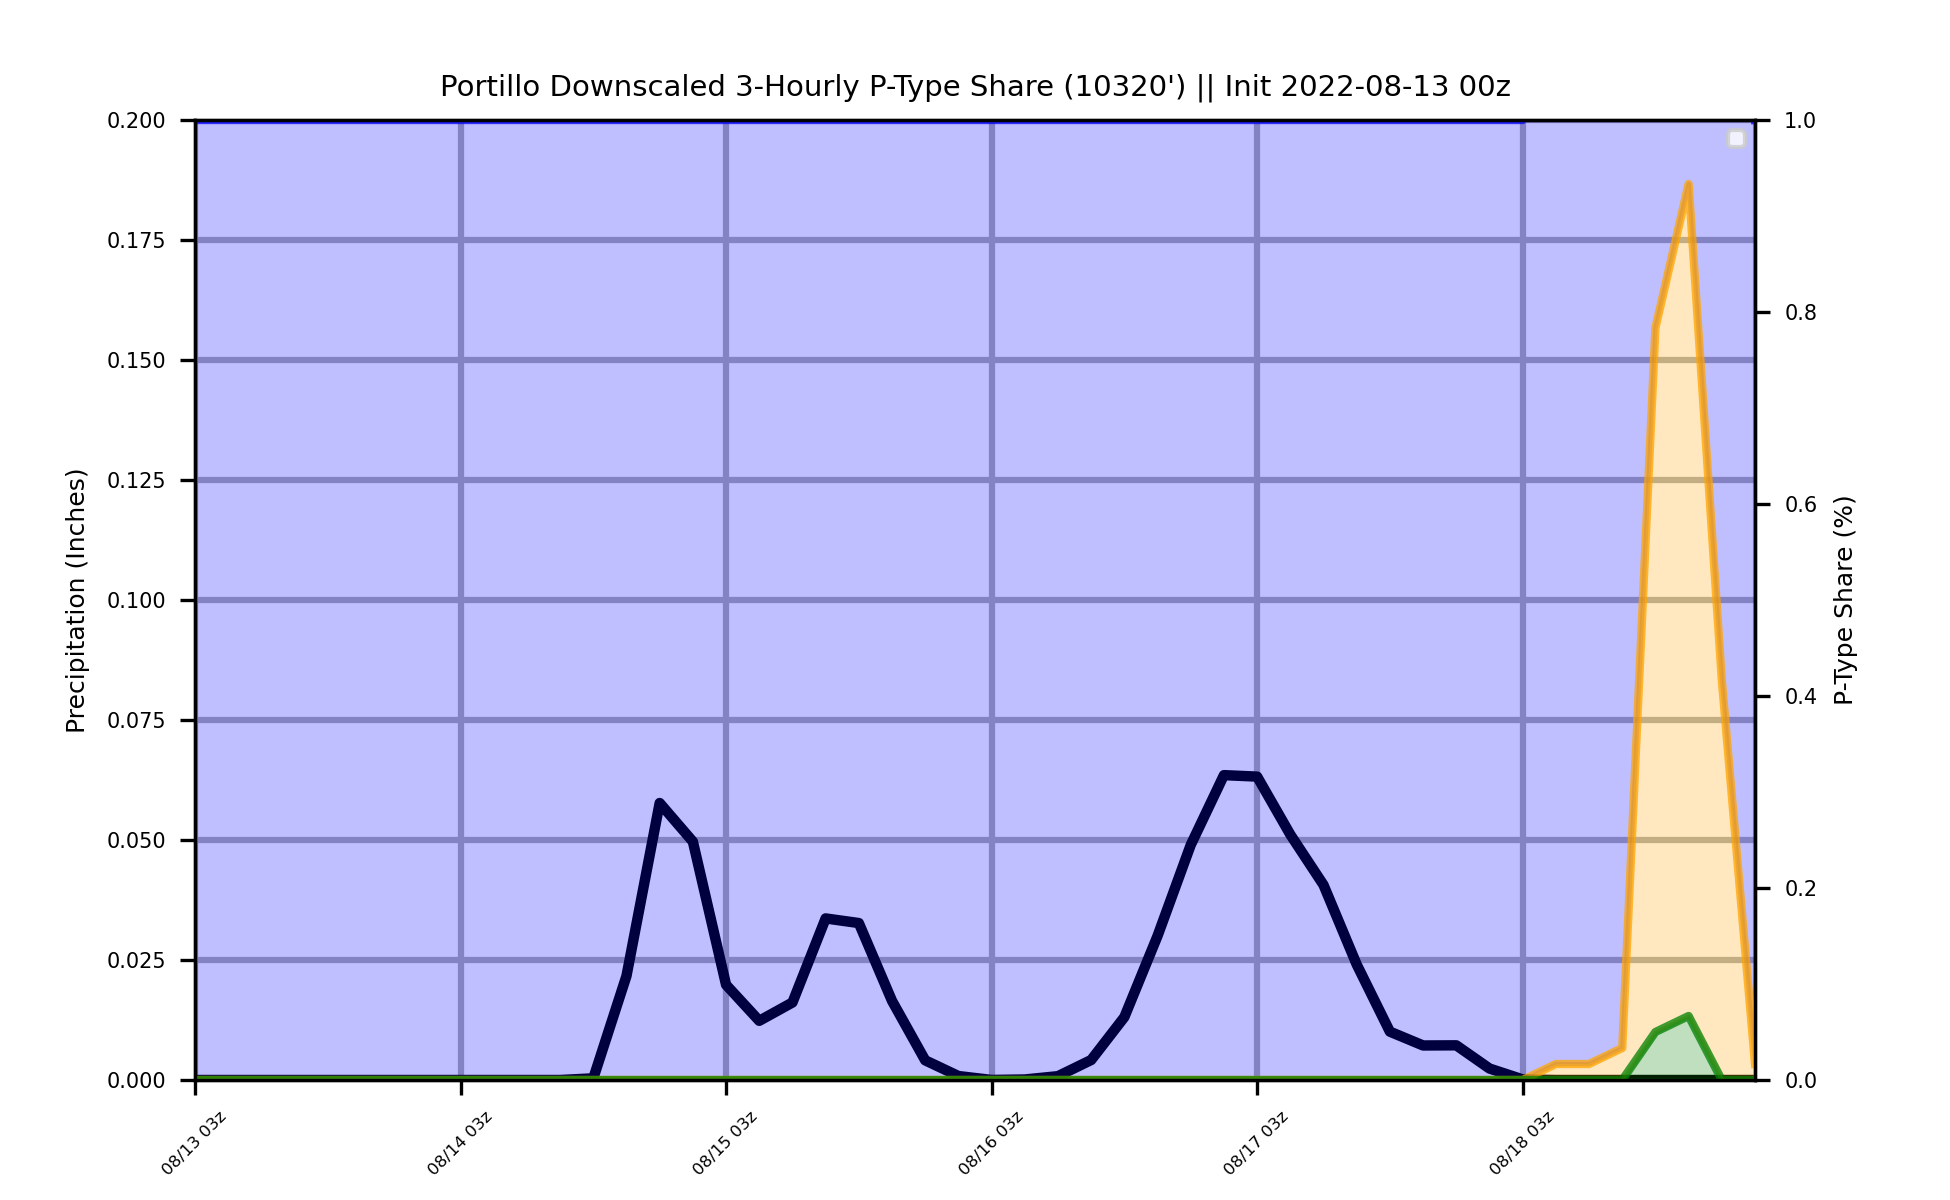 Portillo Downscaled 3-Hourly P-Type Share (10320') || Init 2022-08-13 00z
Precipitation (Inches)
0.200
0.175
0.150
0.125
0.100
0.075
0.050
0.025
0.000
1.0
0.8
0.6
0.4
0.2
0.0
P-Type Share (%)
08/13 03z
08/14 03z
08/15 03z
08/16 03z
08/17 03z
08/18 03z